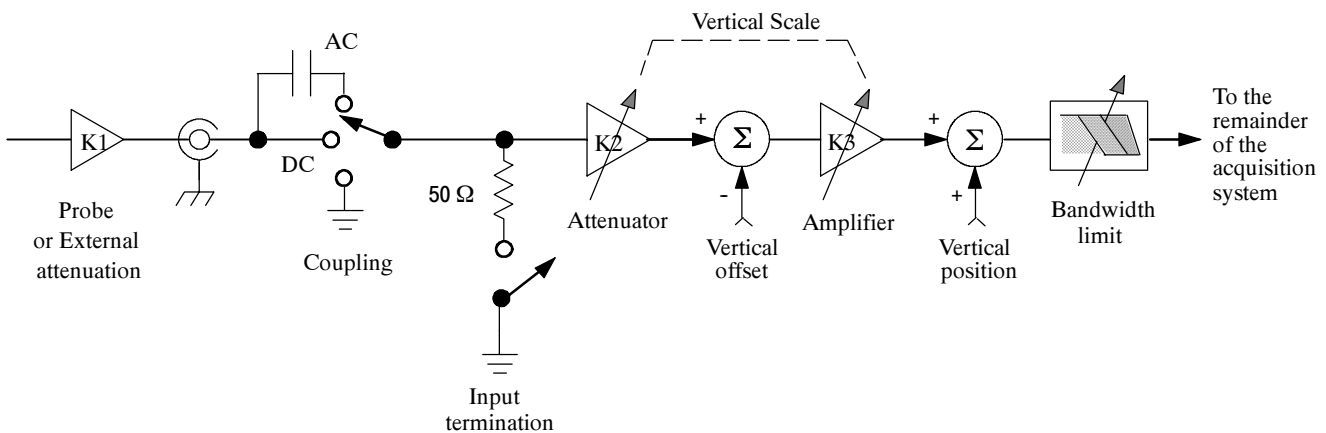 Vertical Scale
AC
K1
DC
50 Ω
K2
+
Σ
-
K3
+
Σ
+
To the
remainder
of the
acquisition
system
Probe
or External
attenuation
Coupling
Input
termination
Attenuator
Vertical
offset
Amplifier
Vertical
position
Bandwidth
limit